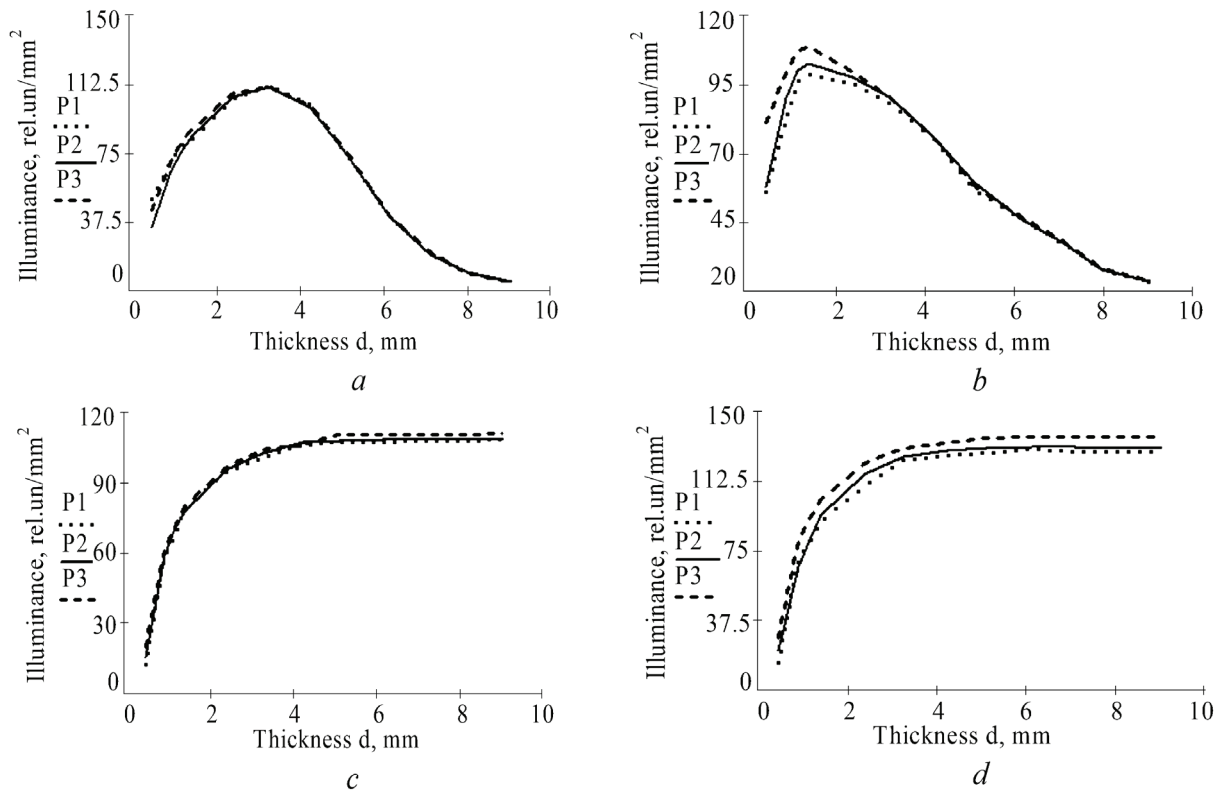 150
112.5
P1
P2
75
P3
37.5
0
Illuminance, rel.un/mm²
0 2 4 6 8 10
Thickness d, mm
a
120
95
P1
70
P2
P3
45
20
Illuminance, rel.un/mm²
0 2 4 6 8 10
Thickness d, mm
b
120
90
P1
P2
60
P3
30
0
Illuminance, rel.un/mm²
0 2 4 6 8 10
Thickness d, mm
c
150
112.5
P1
P2
75
P3
37.5
0
Illuminance, rel.un/mm²
0 2 4 6 8 10
Thickness d, mm
d